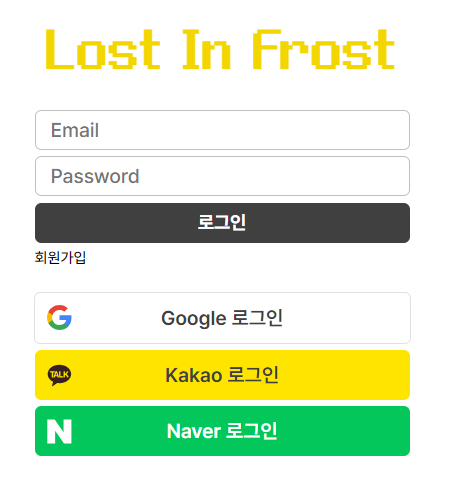 Lost In Frost
Email
Password
로그인
회원가입
Google 로그인
TALK
Kakao 로그인
Naver 로그인